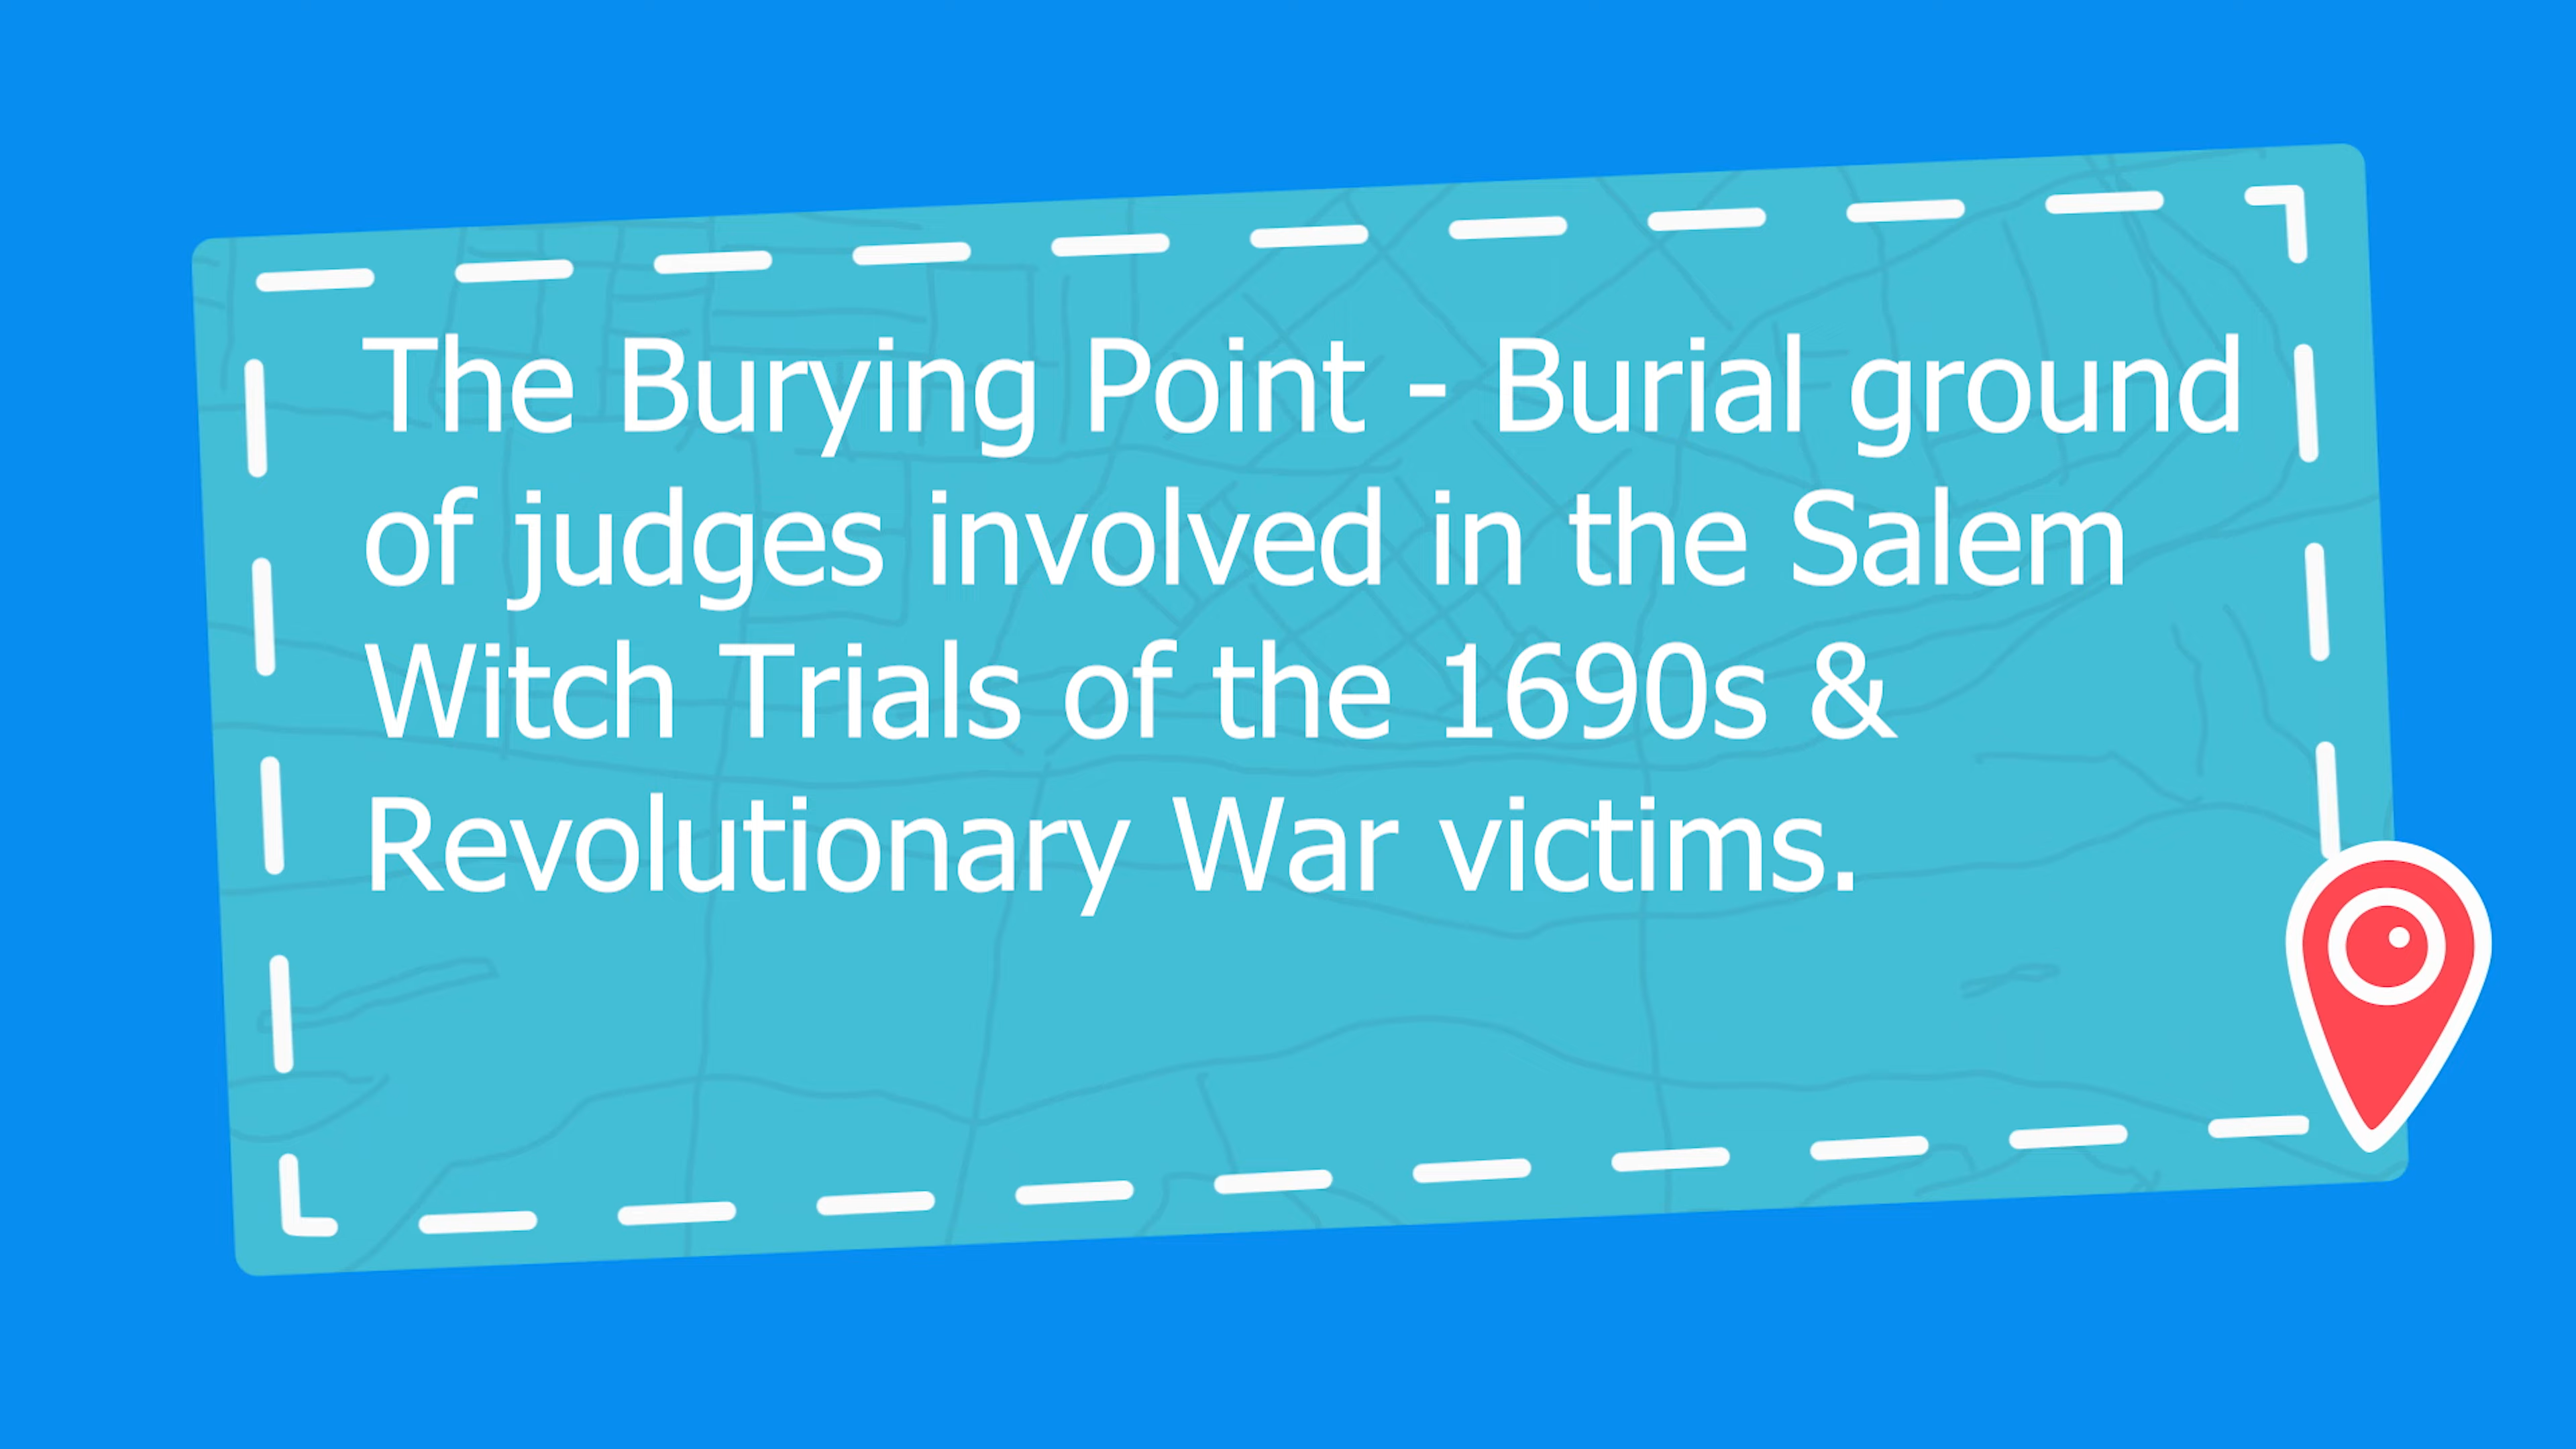 The Burying Point - Burial ground
of judges involved in the Salem
Witch Trials of the 1690s &
Revolutionary War victims.